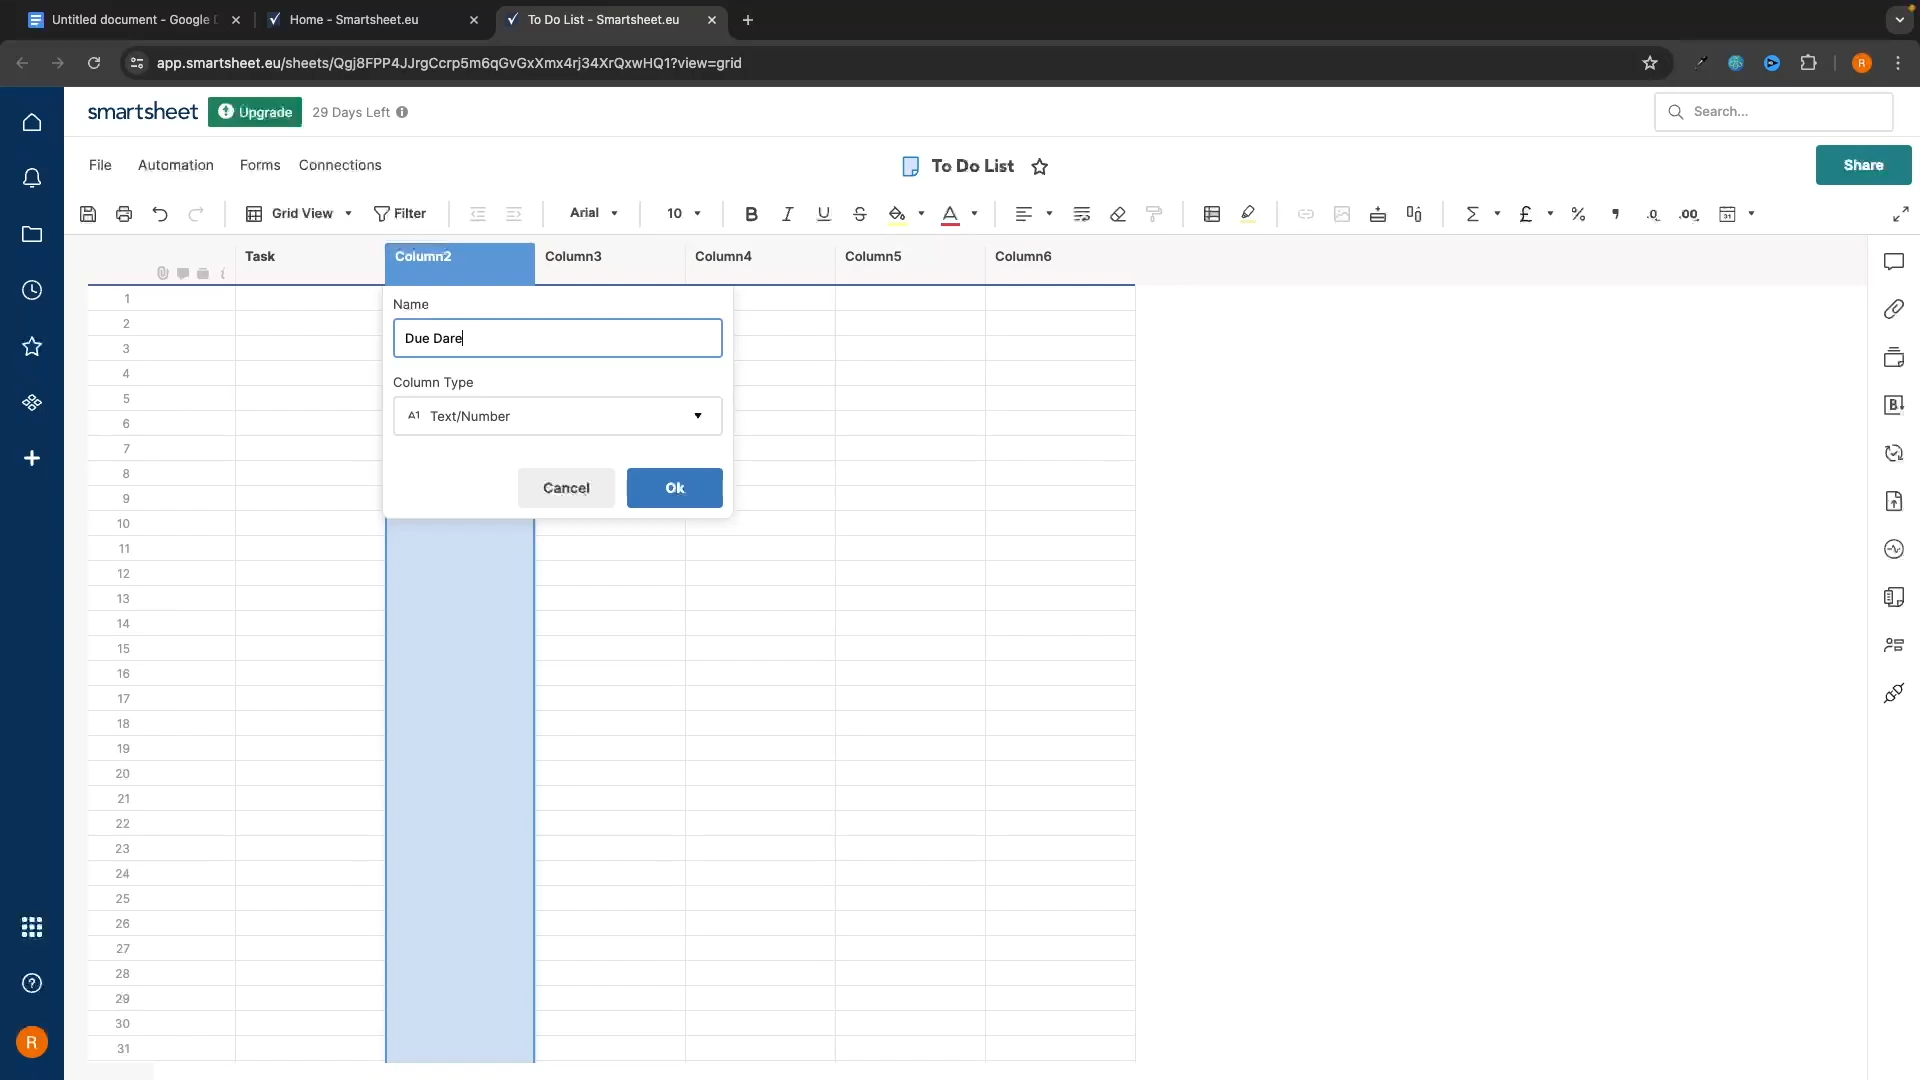 Untitled document - Google D
Home - Smartsheet.eu
To Do List - Smartsheet.eu
app.smartsheet.eu/sheets/Qgj8FPP4JJrgCcrp5m6qGvGxXmx4rj34XrQxwHQ1?view=grid
R
smartsheet
Upgrade
29 Days Left
Search...
File
Automation
Forms
Connections
To Do List
Share
Grid View
Filter
Arial
10
B
I
U
S
A
Σ
£
%
.0
.00
31
Task
Column2
Column3
Column4
Column5
Column6
Name
Due Dare
Column Type
A1 Text/Number
Cancel
Ok
1
2
3
4
5
6
7
8
9
10
11
12
13
14
15
16
17
18
19
20
21
22
23
24
25
26
27
28
29
30
31
R